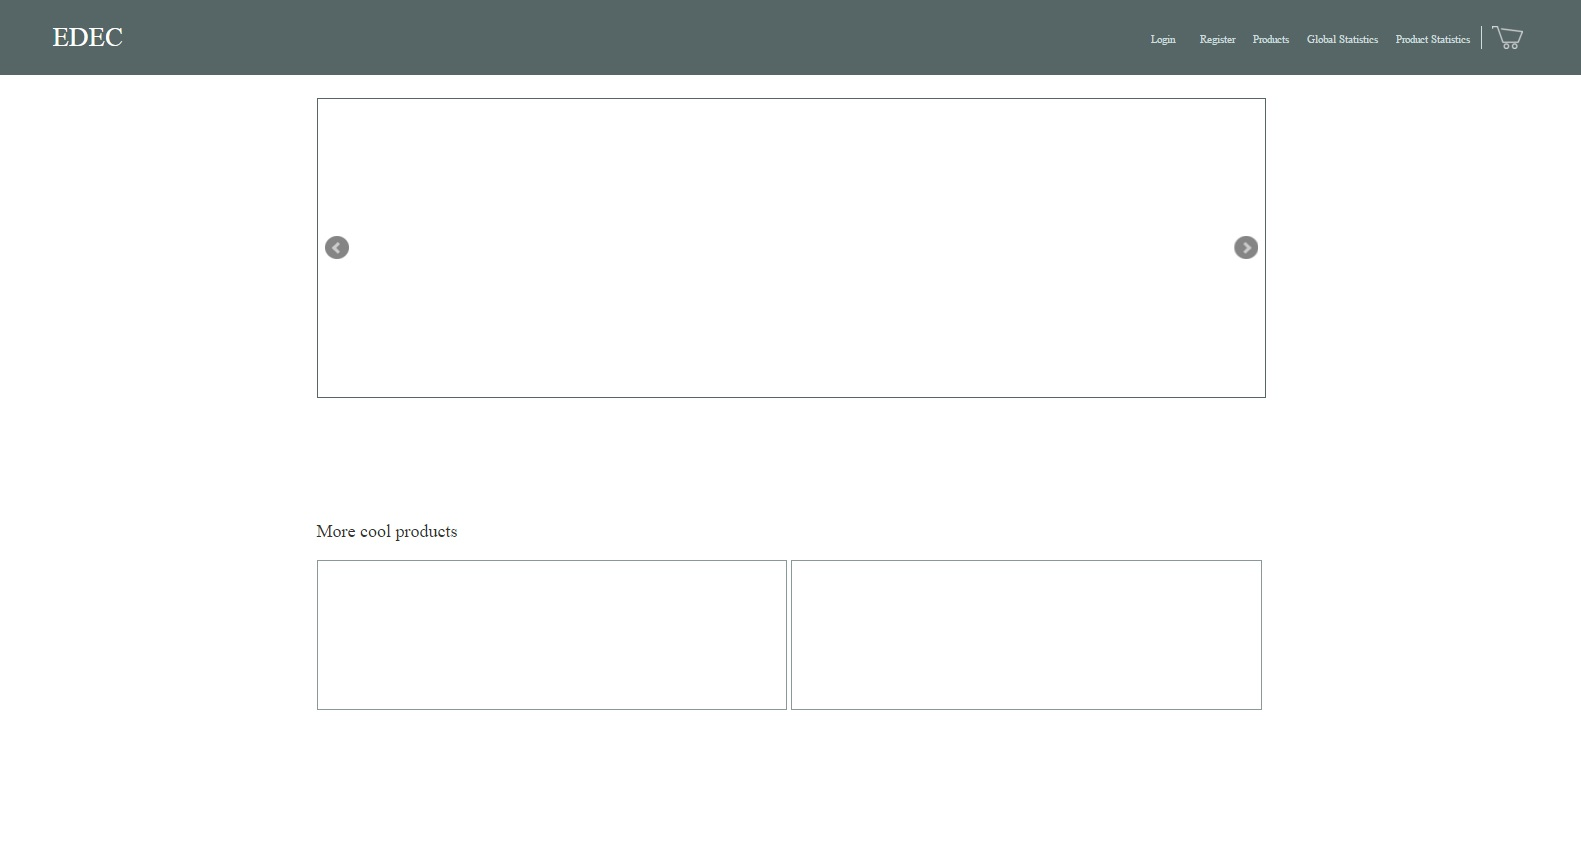 EDEC
Login Register Products Global Statistics Product Statistics
More cool products